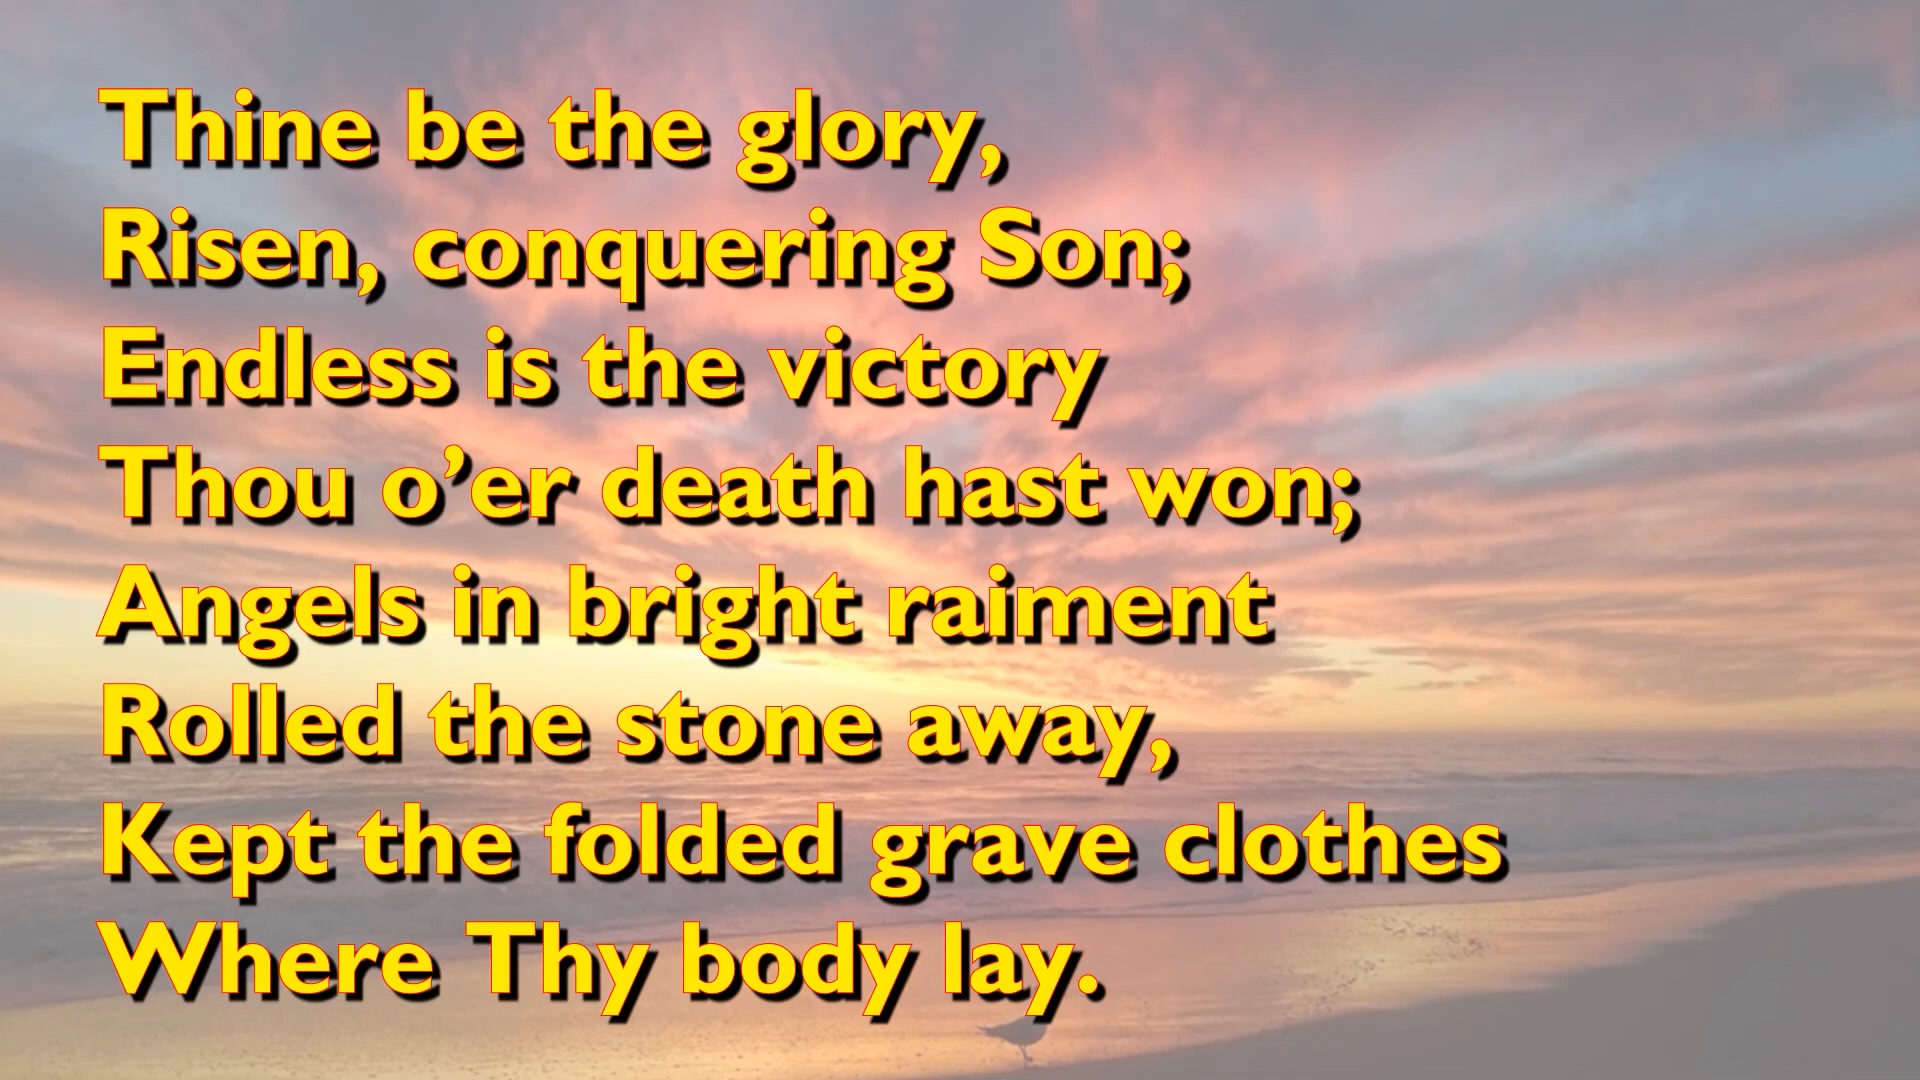 Thine be the glory,
Risen, conquering Son;
Endless is the victory
Thou o’er death hast won;
Angels in bright raiment
Rolled the stone away,
Kept the folded grave clothes
Where Thy body lay.